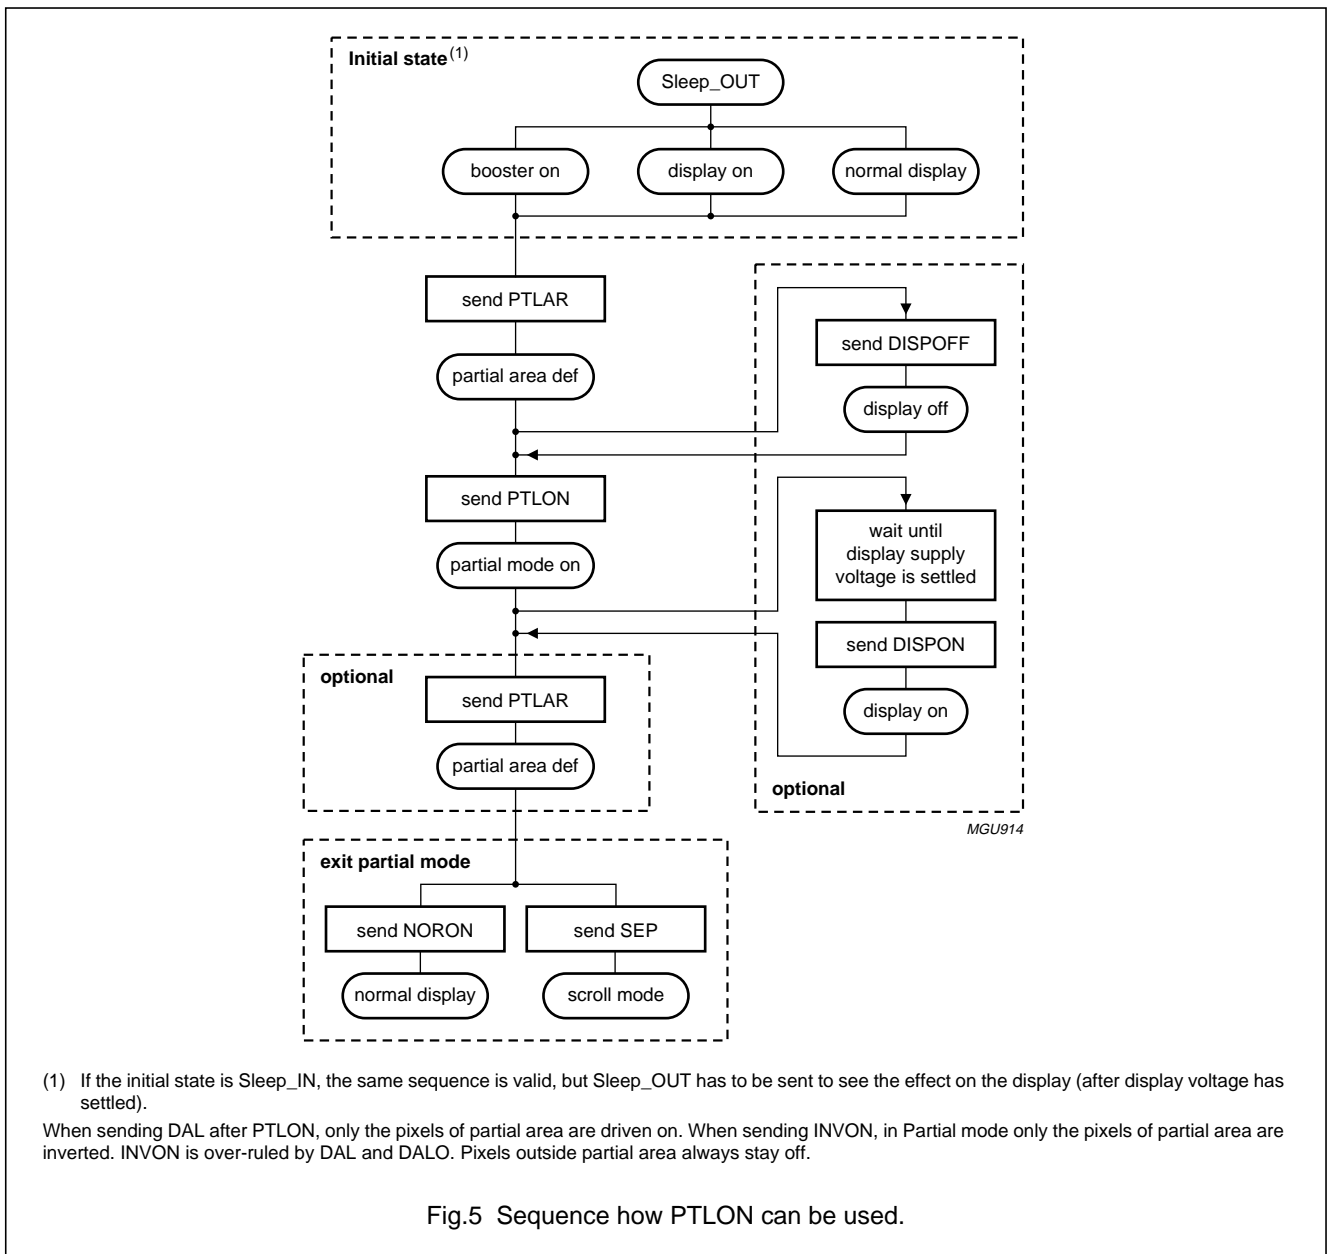 Initial state(1)
Sleep_OUT
booster on
display on
normal display
send PTLAR
partial area def
send DISPOFF
display off
send PTLON
partial mode on
wait until
display supply
voltage is settled
send DISPON
display on
optional
optional
send PTLAR
partial area def
MGU914
exit partial mode
send NORON
send SEP
normal display
scroll mode
(1) If the initial state is Sleep_IN, the same sequence is valid, but Sleep_OUT has to be sent to see the effect on the display (after display voltage has
settled).
When sending DAL after PTLON, only the pixels of partial area are driven on. When sending INVON, in Partial mode only the pixels of partial area are
inverted. INVON is over-ruled by DAL and DALO. Pixels outside partial area always stay off.
Fig.5 Sequence how PTLON can be used.